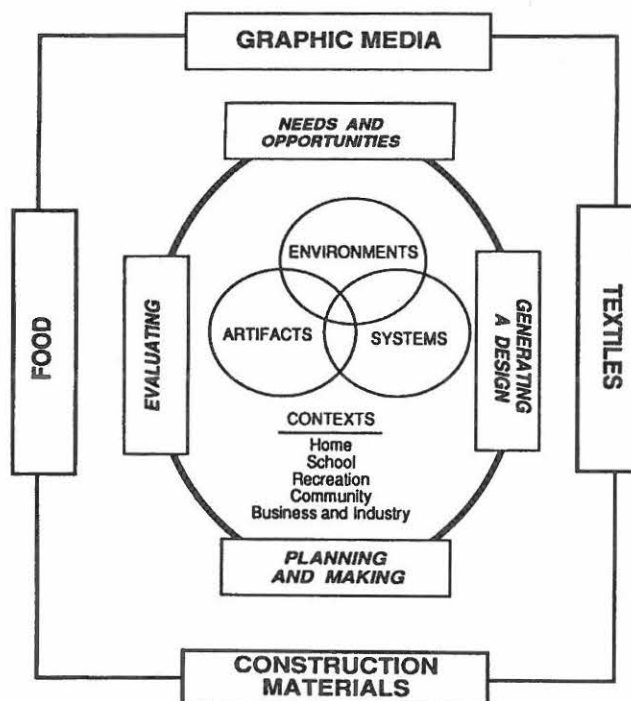 GRAPHIC MEDIA
NEEDS AND
OPPORTUNITIES
ENVIRONMENTS
ARTIFACTS
SYSTEMS
FOOD
EVALUATING
GENERATING
A DESIGN
TEXTILES
CONTEXTS
Home
School
Recreation
Community
Business and Industry
PLANNING
AND MAKING
CONSTRUCTION
MATERIALS